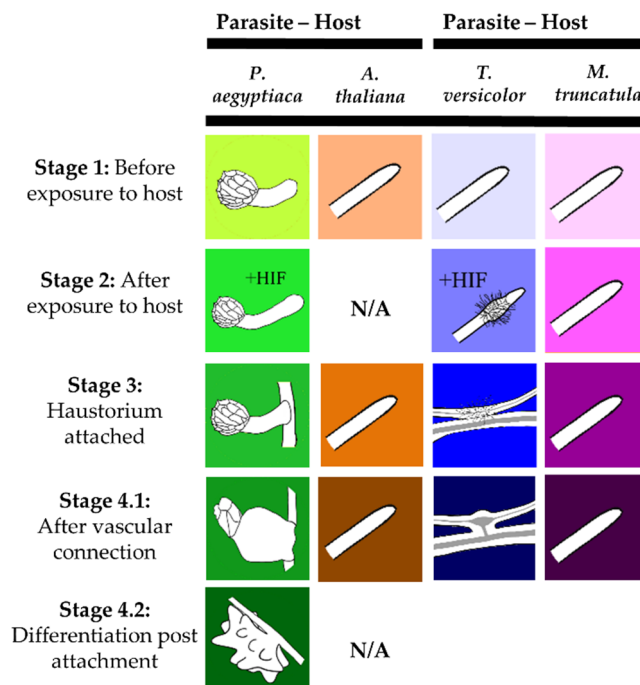 Parasite – Host Parasite – Host
P. aegyptiaca A. thaliana T. versicolor M. truncatula
Stage 1: Before
exposure to host
Stage 2: After
exposure to host
+HIF
N/A
+HIF
Stage 3:
Haustorium
attached
Stage 4.1:
After vascular
connection
Stage 4.2:
Differentiation post
attachment
N/A